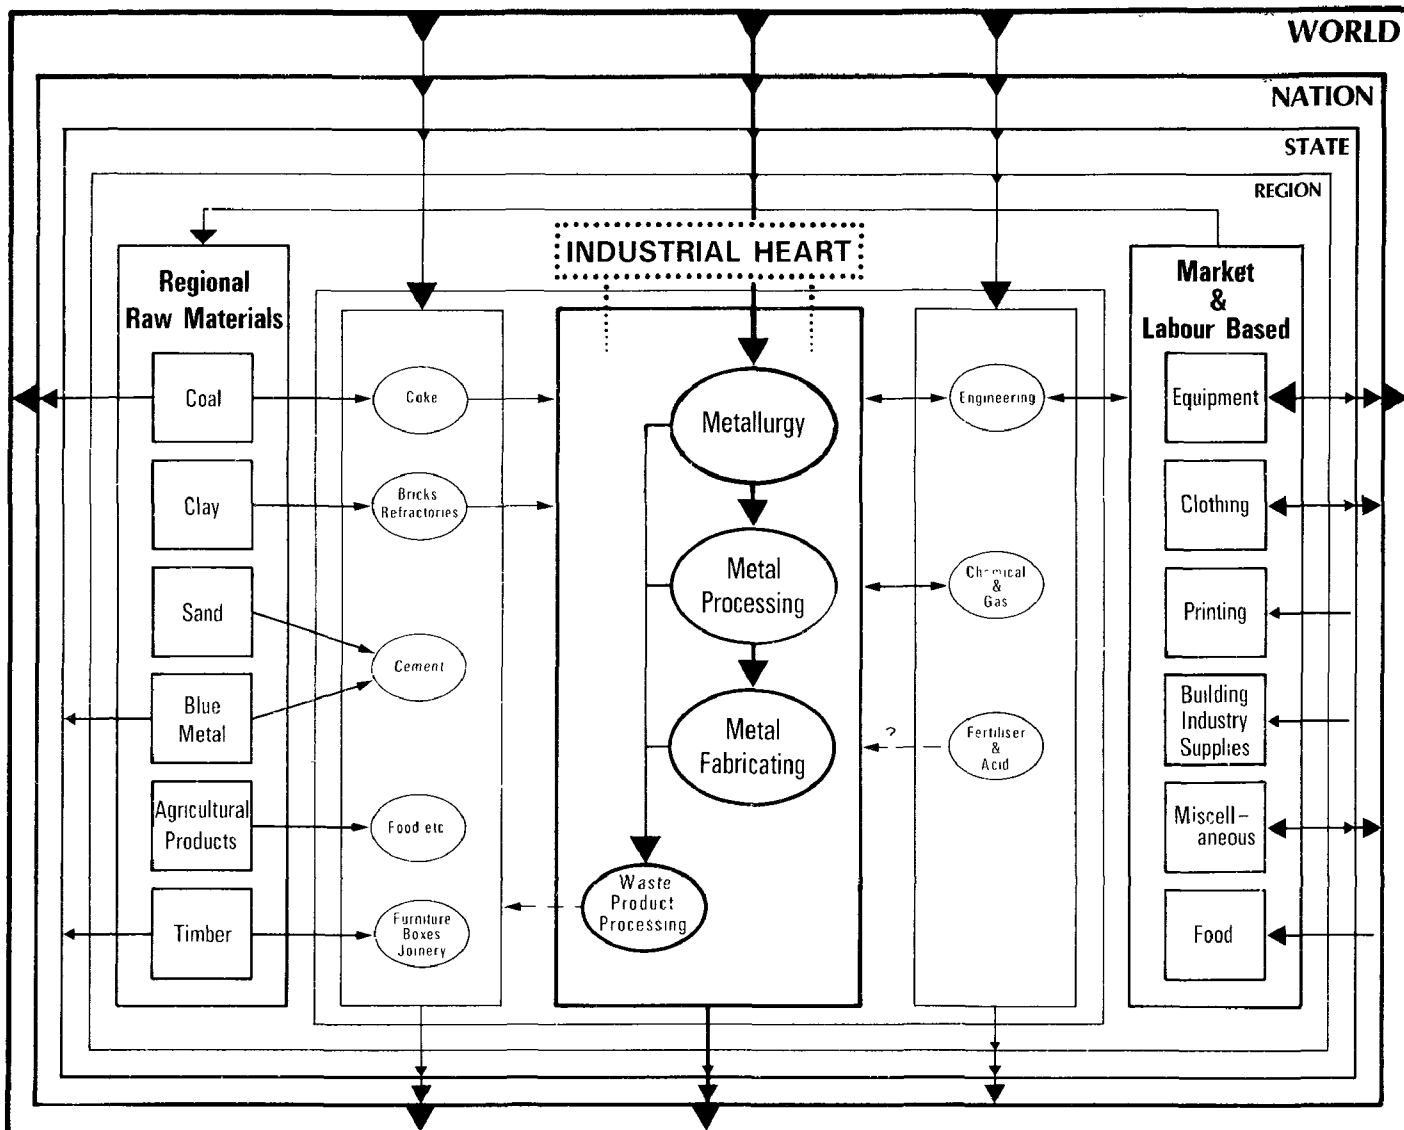 WORLD
NATION
STATE
REGION
INDUSTRIAL HEART
Regional
Raw Materials
Coal
Clay
Sand
Blue
Metal
Agricultural
Products
Timber
Coke
Bricks
Refractories
Cement
Food etc
Furniture
Boxes
Joinery
Metallurgy
Metal
Processing
Metal
Fabricating
Waste
Product
Processing
Engineering
Chemical
&
Gas
?
Fertiliser
&
Acid
Market
&
Labour Based
Equipment
Clothing
Printing
Building
Industry
Supplies
Miscell-
aneous
Food